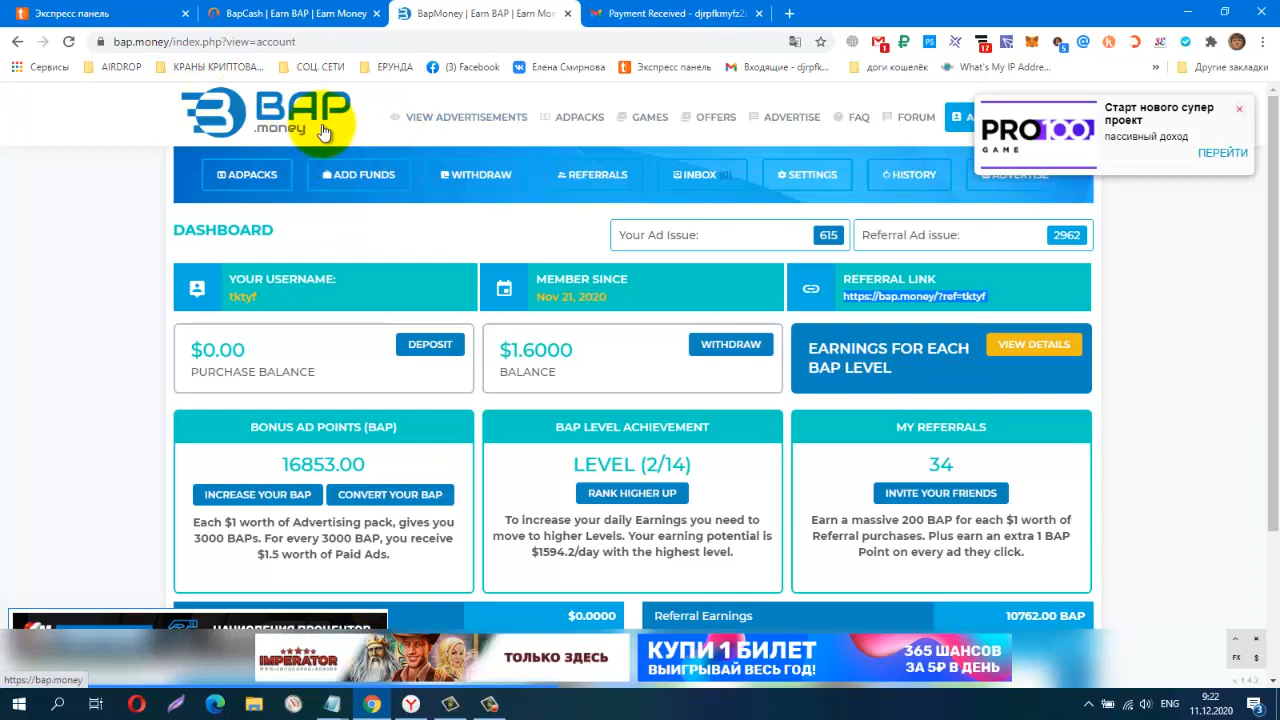 Экспресс панель
BapCash | Earn BAP | Earn Money
BapMoney | Earn BAP | Earn Mon
Payment Received - djrpfkmyfz2
bap.money/index.php?view=account
Сервисы
AIRDROP
КРАНЫ КРИПТОВА...
СОЦ. СЕТИ
ЕРУНДА
(3) Facebook
Елена Смирнова
Экспресс панель
Входящие - djrpfk...
доги кошелёк
What's My IP Addre...
Другие закладки
BAP
.money
VIEW ADVERTISEMENTS
ADPACKS
GAMES
OFFERS
ADVERTISE
FAQ
FORUM
PRO100
GAME
Старт нового супер
проект
пассивный доход
ПЕРЕЙТИ
ADPACKS
ADD FUNDS
WITHDRAW
REFERRALS
INBOX (0)
SETTINGS
HISTORY
ADVERTISE
DASHBOARD
Your Ad Issue: 615
Referral Ad issue: 2962
YOUR USERNAME:
tktyf
MEMBER SINCE
Nov 21, 2020
REFERRAL LINK
https://bap.money/?ref=tktyf
$0.00
DEPOSIT
PURCHASE BALANCE
$1.6000
WITHDRAW
BALANCE
EARNINGS FOR EACH
BAP LEVEL
VIEW DETAILS
BONUS AD POINTS (BAP)
16853.00
INCREASE YOUR BAP
CONVERT YOUR BAP
Each $1 worth of Advertising pack, gives you
3000 BAPs. For every 3000 BAP, you receive
$1.5 worth of Paid Ads.
BAP LEVEL ACHIEVEMENT
LEVEL (2/14)
RANK HIGHER UP
To increase your daily Earnings you need to
move to higher Levels. Your earning potential is
$1594.2/day with the highest level.
MY REFERRALS
34
INVITE YOUR FRIENDS
Earn a massive 200 BAP for each $1 worth of
Referral purchases. Plus earn an extra 1 BAP
Point on every ad they click.
НАЧИСЛЕНИЯ ПРОЦЕНТОВ
$0.0000
Referral Earnings
10762.00 BAP
IMPERATOR
ТОЛЬКО ЗДЕСЬ
КУПИ 1 БИЛЕТ
ВЫИГРЫВАЙ ВЕСЬ ГОД!
365 ШАНСОВ
ЗА 5₽ В ДЕНЬ
FX $
v. 1.4.3
https://bap.money
ENG
9:22
11.12.2020